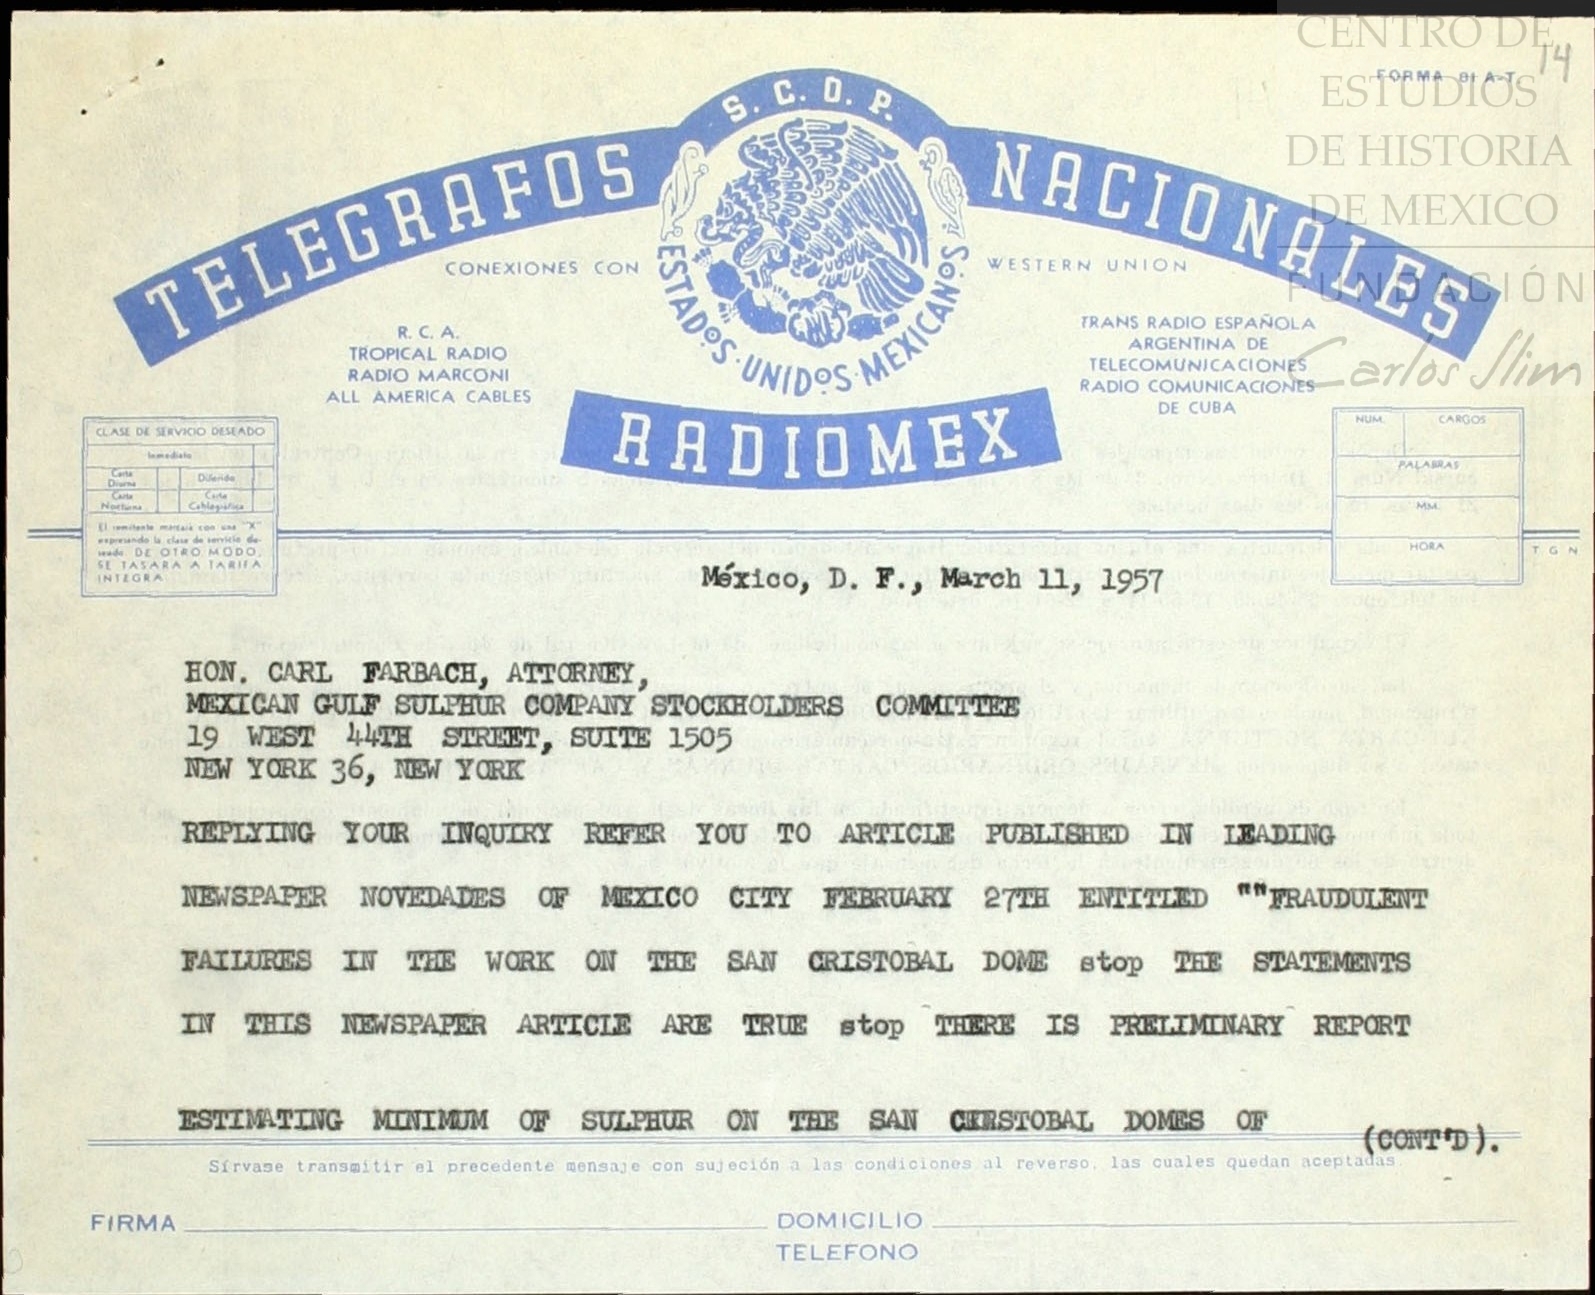 CENTRO DE
ESTUDIOS
DE HISTORIA
DE MEXICO
FUNDACIÓN
Carlos Slim
14
FORMA 91 A-T.
S. C. O. P.
TELEGRAFOS NACIONALES
ESTADOS · UNIDOS · MEXICANOS
CONEXIONES CON WESTERN UNION
R. C. A.
TROPICAL RADIO
RADIO MARCONI
ALL AMERICA CABLES
TRANS RADIO ESPAÑOLA
ARGENTINA DE
TELECOMUNICACIONES
RADIO COMUNICACIONES
DE CUBA
RADIOMEX
CLASE DE SERVICIO DESEADO
Inmediato
Carta Diurna
Diferido
Carta Nocturna
Carta Cablegráfica
El remitente marcará con una "X"
expresando la clase de servicio de-
seado. DE OTRO MODO,
SE TASARA A TARIFA
INTEGRA
NUM. CARGOS
PALABRAS
MM.
HORA
T G N
México, D. F., March 11, 1957
HON. CARL FARBACH, ATTORNEY,
MEXICAN GULF SULPHUR COMPANY STOCKHOLDERS COMMITTEE
19 WEST 44TH STREET, SUITE 1505
NEW YORK 36, NEW YORK
REPLYING YOUR INQUIRY REFER YOU TO ARTICLE PUBLISHED IN LEADING
NEWSPAPER NOVEDADES OF MEXICO CITY FEBRUARY 27TH ENTITLED ""FRAUDULENT
FAILURES IN THE WORK ON THE SAN CRISTOBAL DOME stop THE STATEMENTS
IN THIS NEWSPAPER ARTICLE ARE TRUE stop THERE IS PRELIMINARY REPORT
ESTIMATING MINIMUM OF SULPHUR ON THE SAN CRISTOBAL DOMES OF
(CONT'D).
Sírvase transmitir el precedente mensaje con sujeción a las condiciones al reverso, las cuales quedan aceptadas.
FIRMA DOMICILIO
TELEFONO